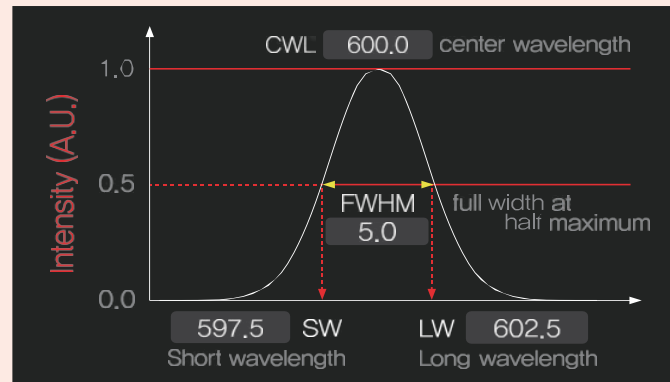 CWL 600.0 center wavelength
1.0
Intensity (A.U.)
0.5
FWHM full width at
half maximum
5.0
0.0
597.5 SW LW 602.5
Short wavelength Long wavelength